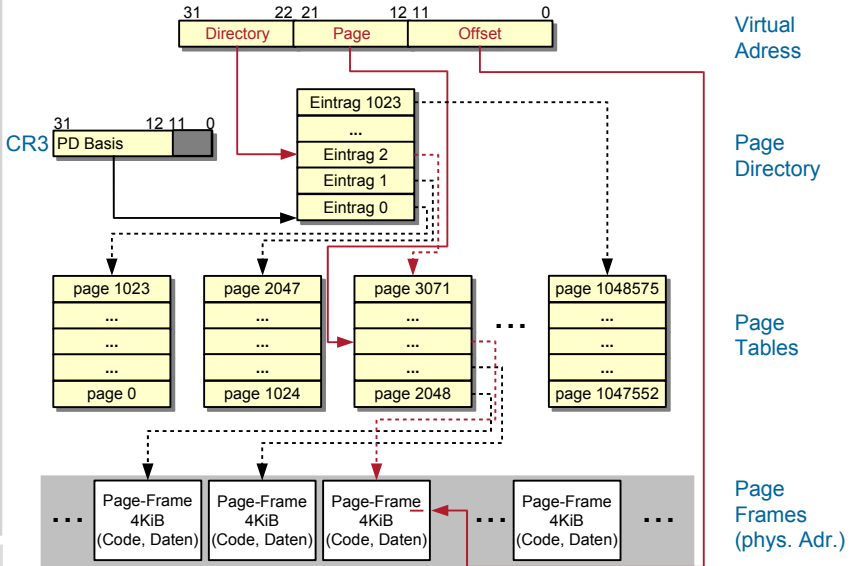 31 22 21 12 11 0
Directory Page Offset
Virtual
Adress
31 12 11 0
CR3 PD Basis
Eintrag 1023
...
Eintrag 2
Eintrag 1
Eintrag 0
Page
Directory
page 1023
...
...
...
page 0
page 2047
...
...
...
page 1024
page 3071
...
...
...
page 2048
...
page 1048575
...
...
...
page 1047552
Page
Tables
...
Page-Frame
4KiB
(Code, Daten)
Page-Frame
4KiB
(Code, Daten)
Page-Frame
4KiB
(Code, Daten)
...
Page-Frame
4KiB
(Code, Daten)
...
Page
Frames
(phys. Adr.)